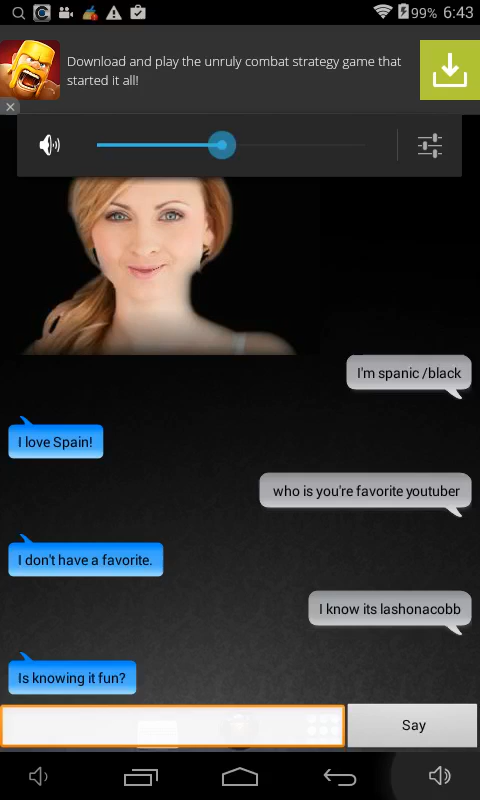 99% 6:43
Download and play the unruly combat strategy game that
started it all!
I'm spanic /black
I love Spain!
who is you're favorite youtuber
I don't have a favorite.
I know its lashonacobb
Is knowing it fun?
Say